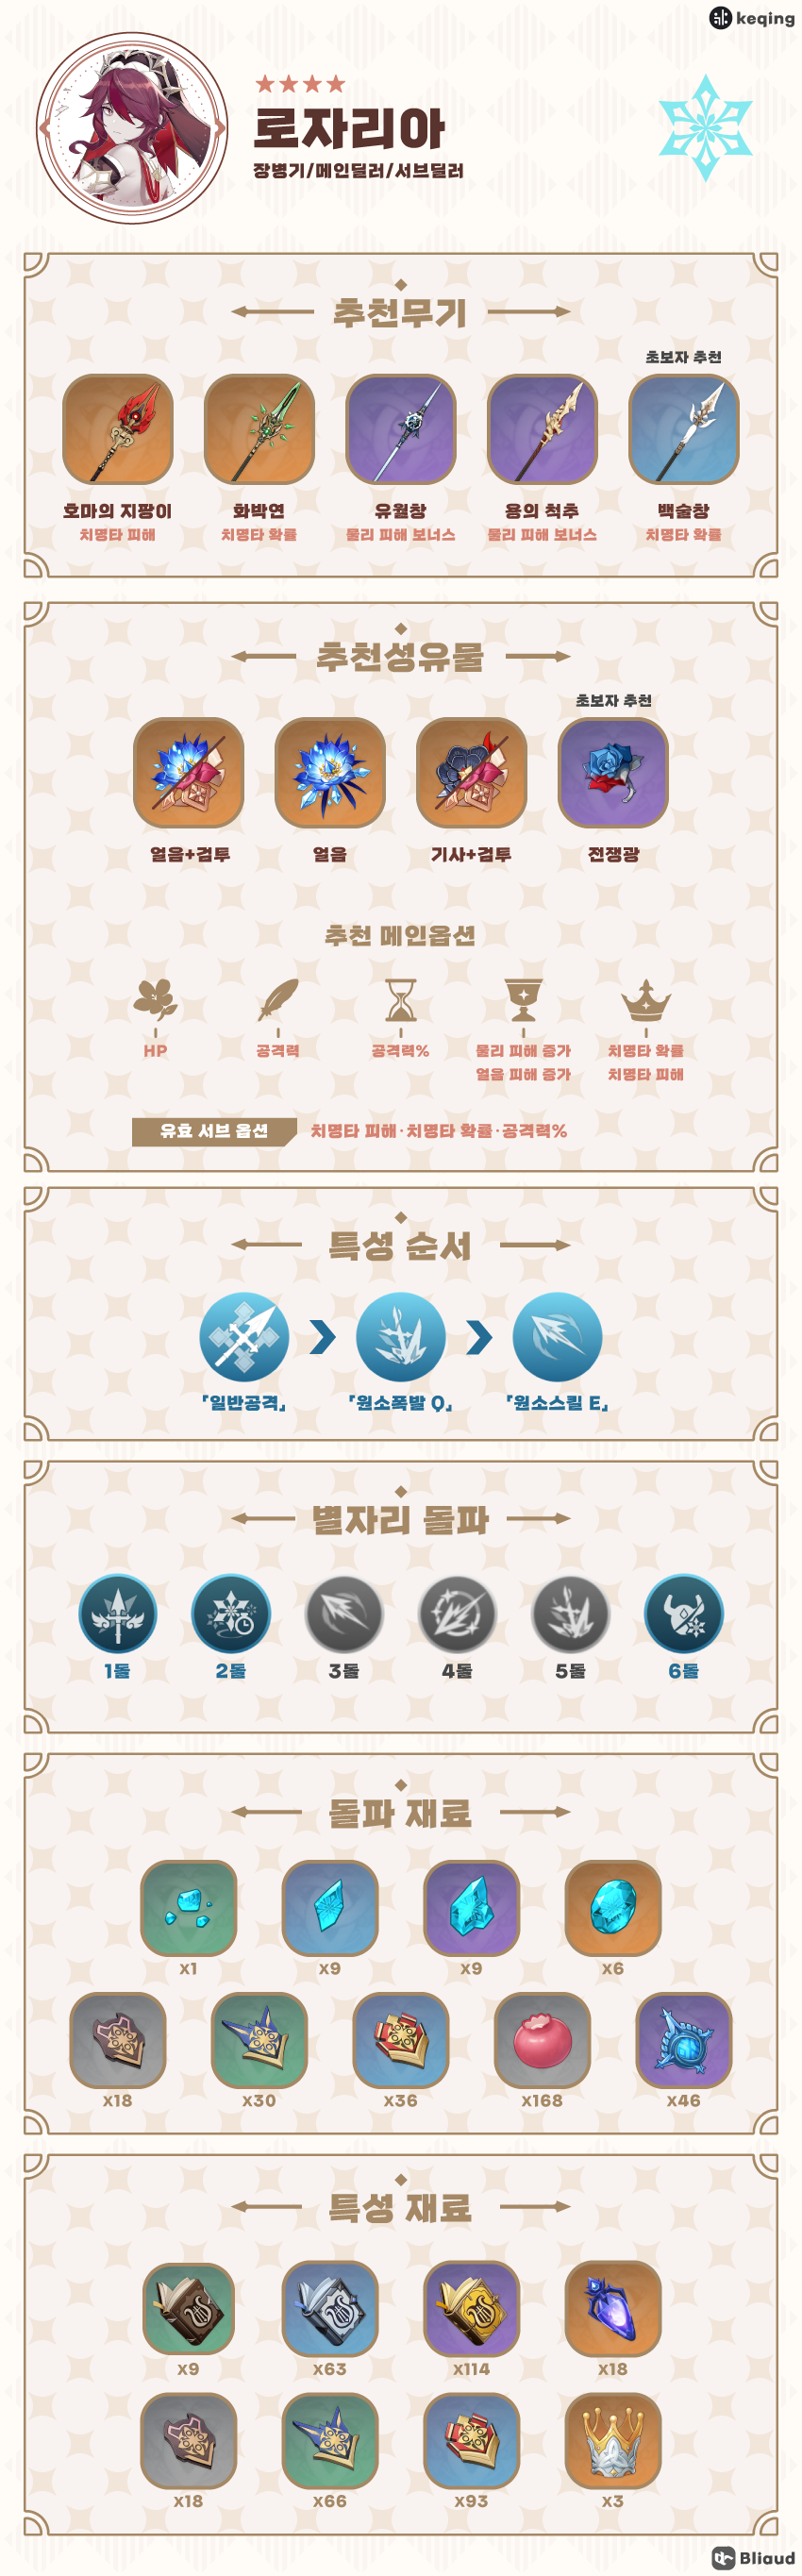 keqing
로자리아
장병기/메인딜러/서브딜러
추천무기
초보자 추천
호마의 지팡이
화박연
유월창
용의 척추
백술창
치명타 피해
치명타 확률
물리 피해 보너스
물리 피해 보너스
치명타 확률
추천성유물
초보자 추천
얼음+검투
얼음
기사+검투
전쟁광
추천 메인옵션
HP
공격력
공격력%
물리 피해 증가
얼음 피해 증가
치명타 확률
치명타 피해
유효 서브 옵션
치명타 피해·치명타 확률·공격력%
특성 순서
「일반공격」
「원소폭발 Q」
「원소스킬 E」
별자리 돌파
1돌
2돌
3돌
4돌
5돌
6돌
돌파 재료
x1
x9
x9
x6
x18
x30
x36
x168
x46
특성 재료
x9
x63
x114
x18
x18
x66
x93
x3
Bliaud